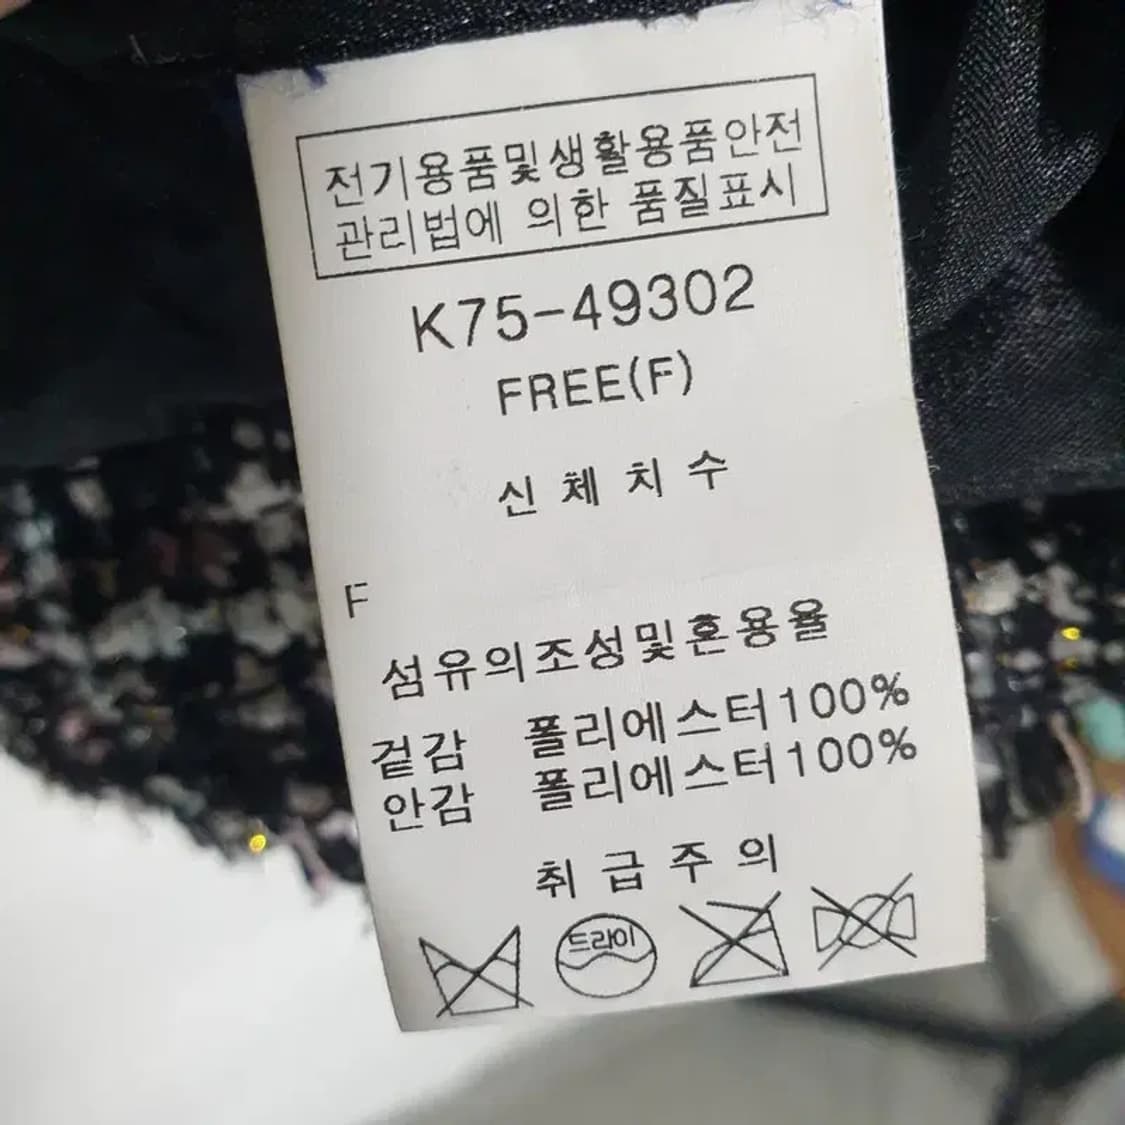 전기용품및생활용품안전
관리법에 의한 품질표시
K75-49302
FREE(F)
신체치수
F
섬유의조성및혼용율
겉감 폴리에스터100%
안감 폴리에스터100%
취급주의
드라이